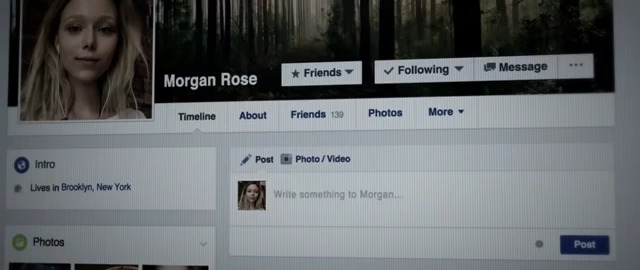 Morgan Rose
Friends
Following
Message
Timeline
About
Friends 139
Photos
More
Intro
Lives in Brooklyn, New York
Photos
Post
Photo / Video
Write something to Morgan...
Post